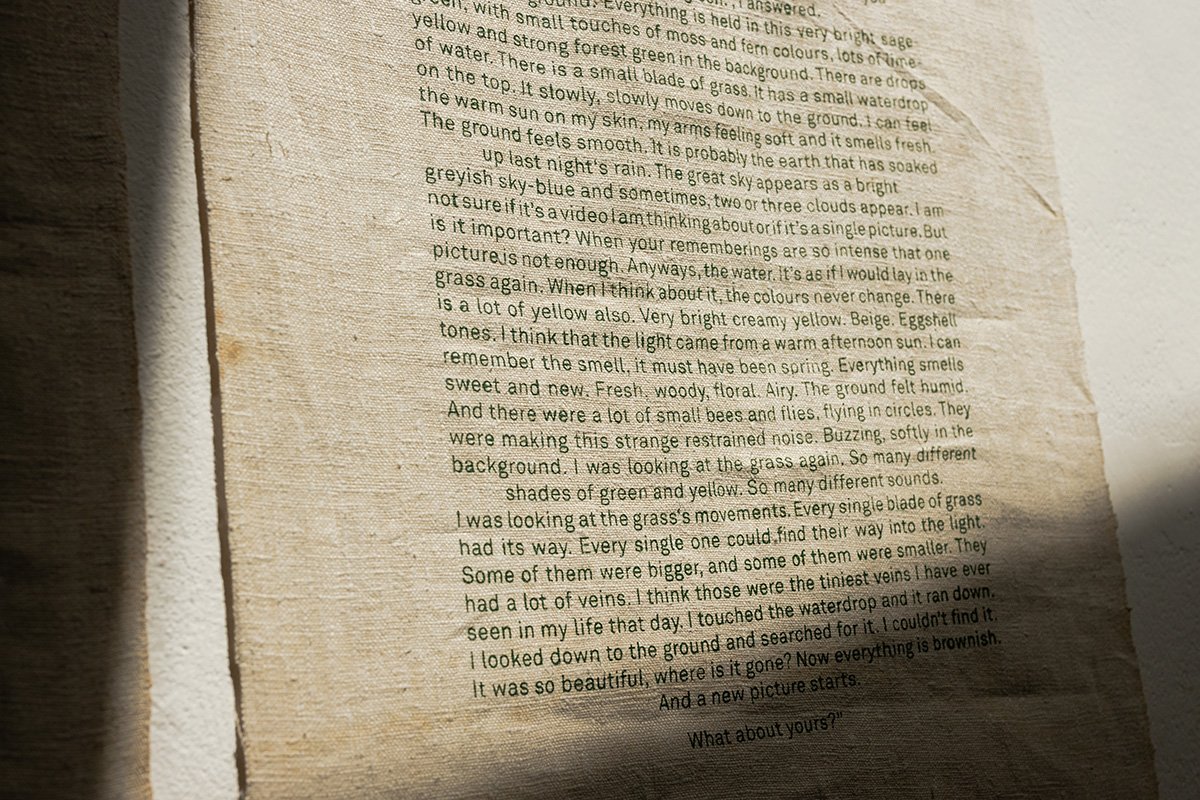 I answered.
ground. Everything is held in this very bright sage-
green, with small touches of moss and fern colours, lots of lime-
yellow and strong forest green in the background. There are drops
of water. There is a small blade of grass. It has a small waterdrop
on the top. It slowly, slowly moves down to the ground. I can feel
the warm sun on my skin, my arms feeling soft and it smells fresh.
The ground feels smooth. It is probably the earth that has soaked
up last night's rain. The great sky appears as a bright
greyish sky-blue and sometimes, two or three clouds appear. I am
not sure if it's a video I am thinking about or if it's a single picture. But
is it important? When your rememberings are so intense that one
picture is not enough. Anyways, the water. It's as if I would lay in the
grass again. When I think about it, the colours never change. There
is a lot of yellow also. Very bright creamy yellow. Beige. Eggshell
tones. I think that the light came from a warm afternoon sun. I can
remember the smell, it must have been spring. Everything smells
sweet and new. Fresh, woody, floral. Airy. The ground felt humid.
And there were a lot of small bees and flies, flying in circles. They
were making this strange restrained noise. Buzzing, softly in the
background. I was looking at the grass again. So many different
shades of green and yellow. So many different sounds.
I was looking at the grass's movements. Every single blade of grass
had its way. Every single one could find their way into the light.
Some of them were bigger, and some of them were smaller. They
had a lot of veins. I think those were the tiniest veins I have ever
seen in my life that day. I touched the waterdrop and it ran down.
I looked down to the ground and searched for it. I couldn't find it.
It was so beautiful, where is it gone? Now everything is brownish.
And a new picture starts.
What about yours?"